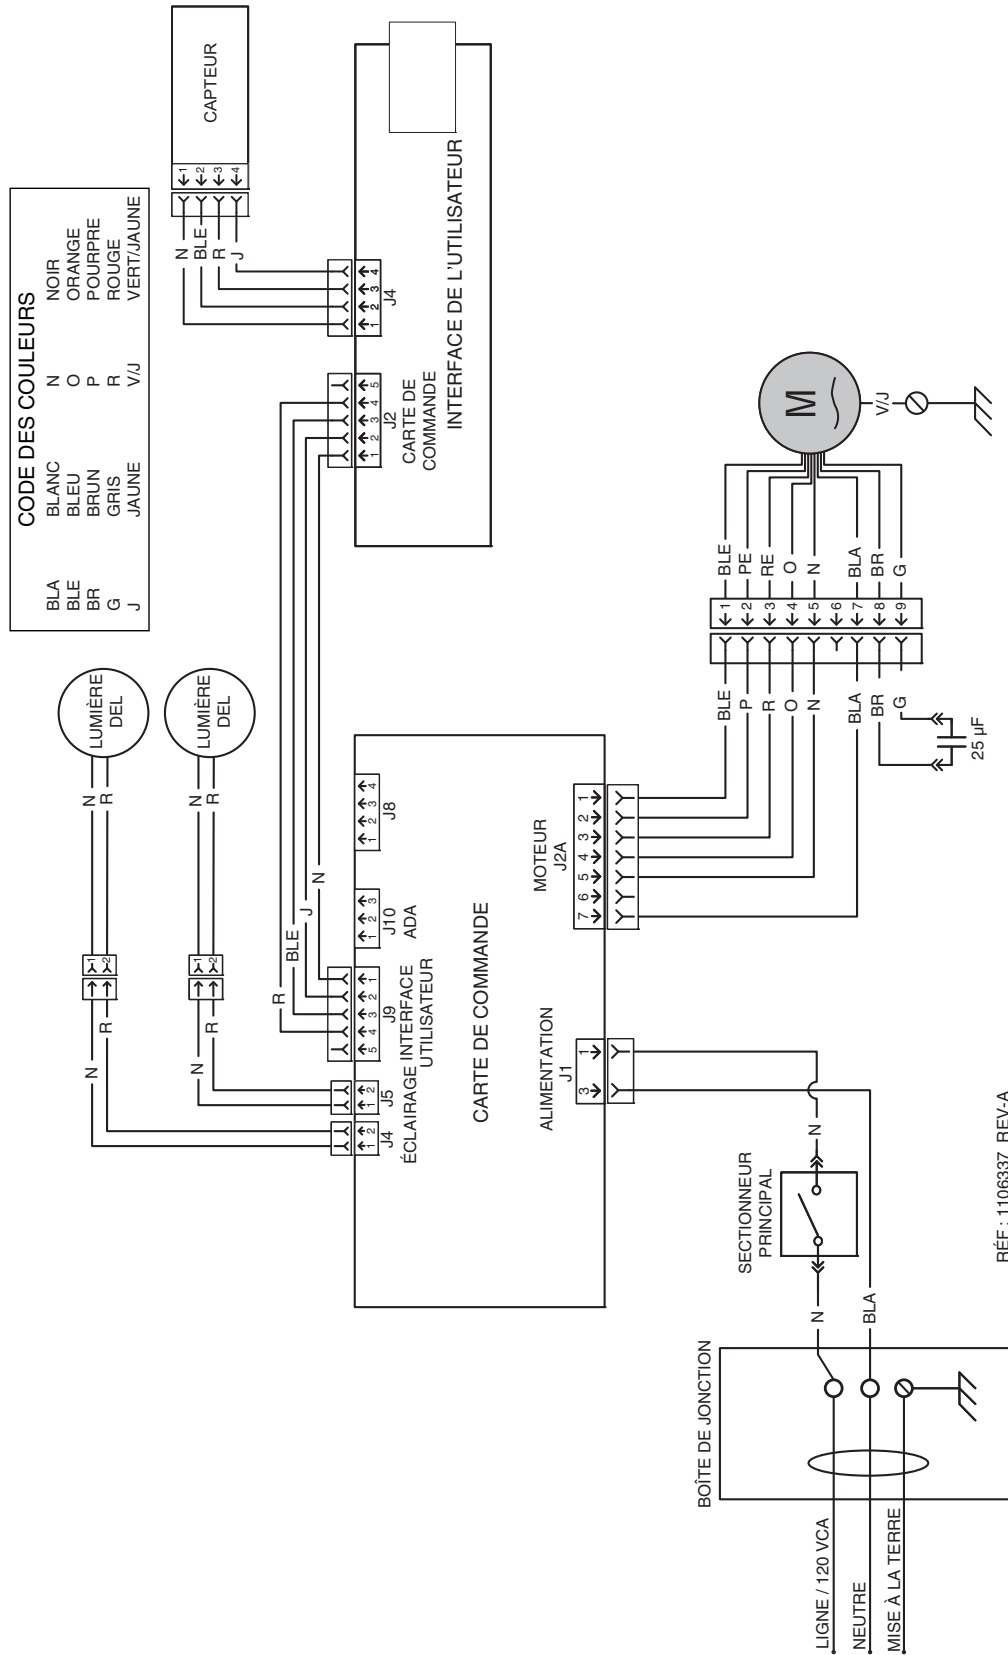 CODE DES COULEURS
BLA BLANC N NOIR
BLE BLEU O ORANGE
BR BRUN P POURPRE
G GRIS R ROUGE
J JAUNE V/J VERT/JAUNE
LUMIÈRE
DEL
LUMIÈRE
DEL
N
R
N
R
1
2
1
2
N
R
N
R
CAPTEUR
1
2
3
4
N
BLE
R
J
1 2 3 4
J4
1 2 3 4 5
J2
CARTE DE
COMMANDE
INTERFACE DE L'UTILISATEUR
R
BLE
J
N
1 2
J4
1 2
J5
ÉCLAIRAGE
5 4 3 2 1
J9
INTERFACE
UTILISATEUR
1 2 3
J10
ADA
1 2 3 4
J8
CARTE DE COMMANDE
ALIMENTATION
J1
3 1
MOTEUR
J2A
7 6 5 4 3 2 1
BLE
P
R
O
N
BLA
BR
G
25 µF
1
2
3
4
5
6
7
8
9
BLE
PE
RE
O
N
BLA
BR
G
M
V/J
SECTIONNEUR
PRINCIPAL
N
N
BLA
BOÎTE DE JONCTION
LIGNE / 120 VCA
NEUTRE
MISE À LA TERRE
RÉF : 1106337 REV-A